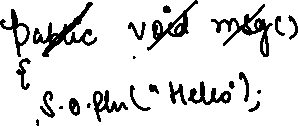 public void msg()
{
S.o.pln("Hello");